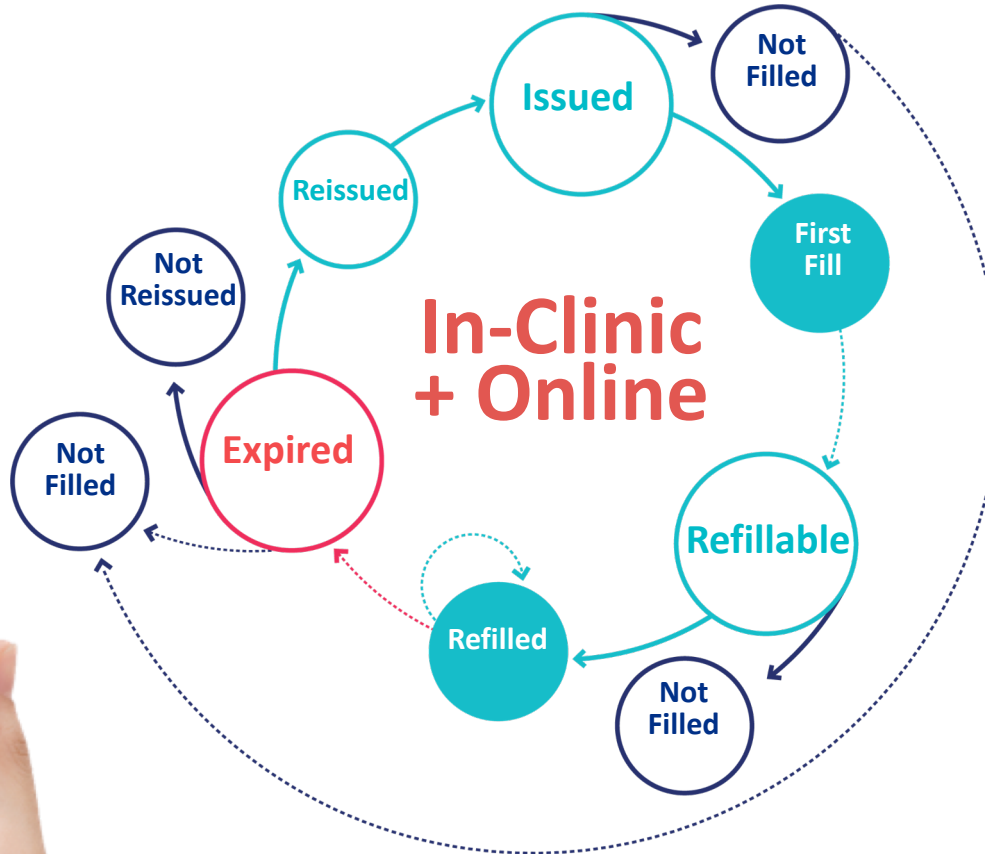 Not
Filled
Issued
Reissued
First
Fill
Not
Reissued
In-Clinic
+ Online
Expired
Not
Filled
Refillable
Refilled
Not
Filled